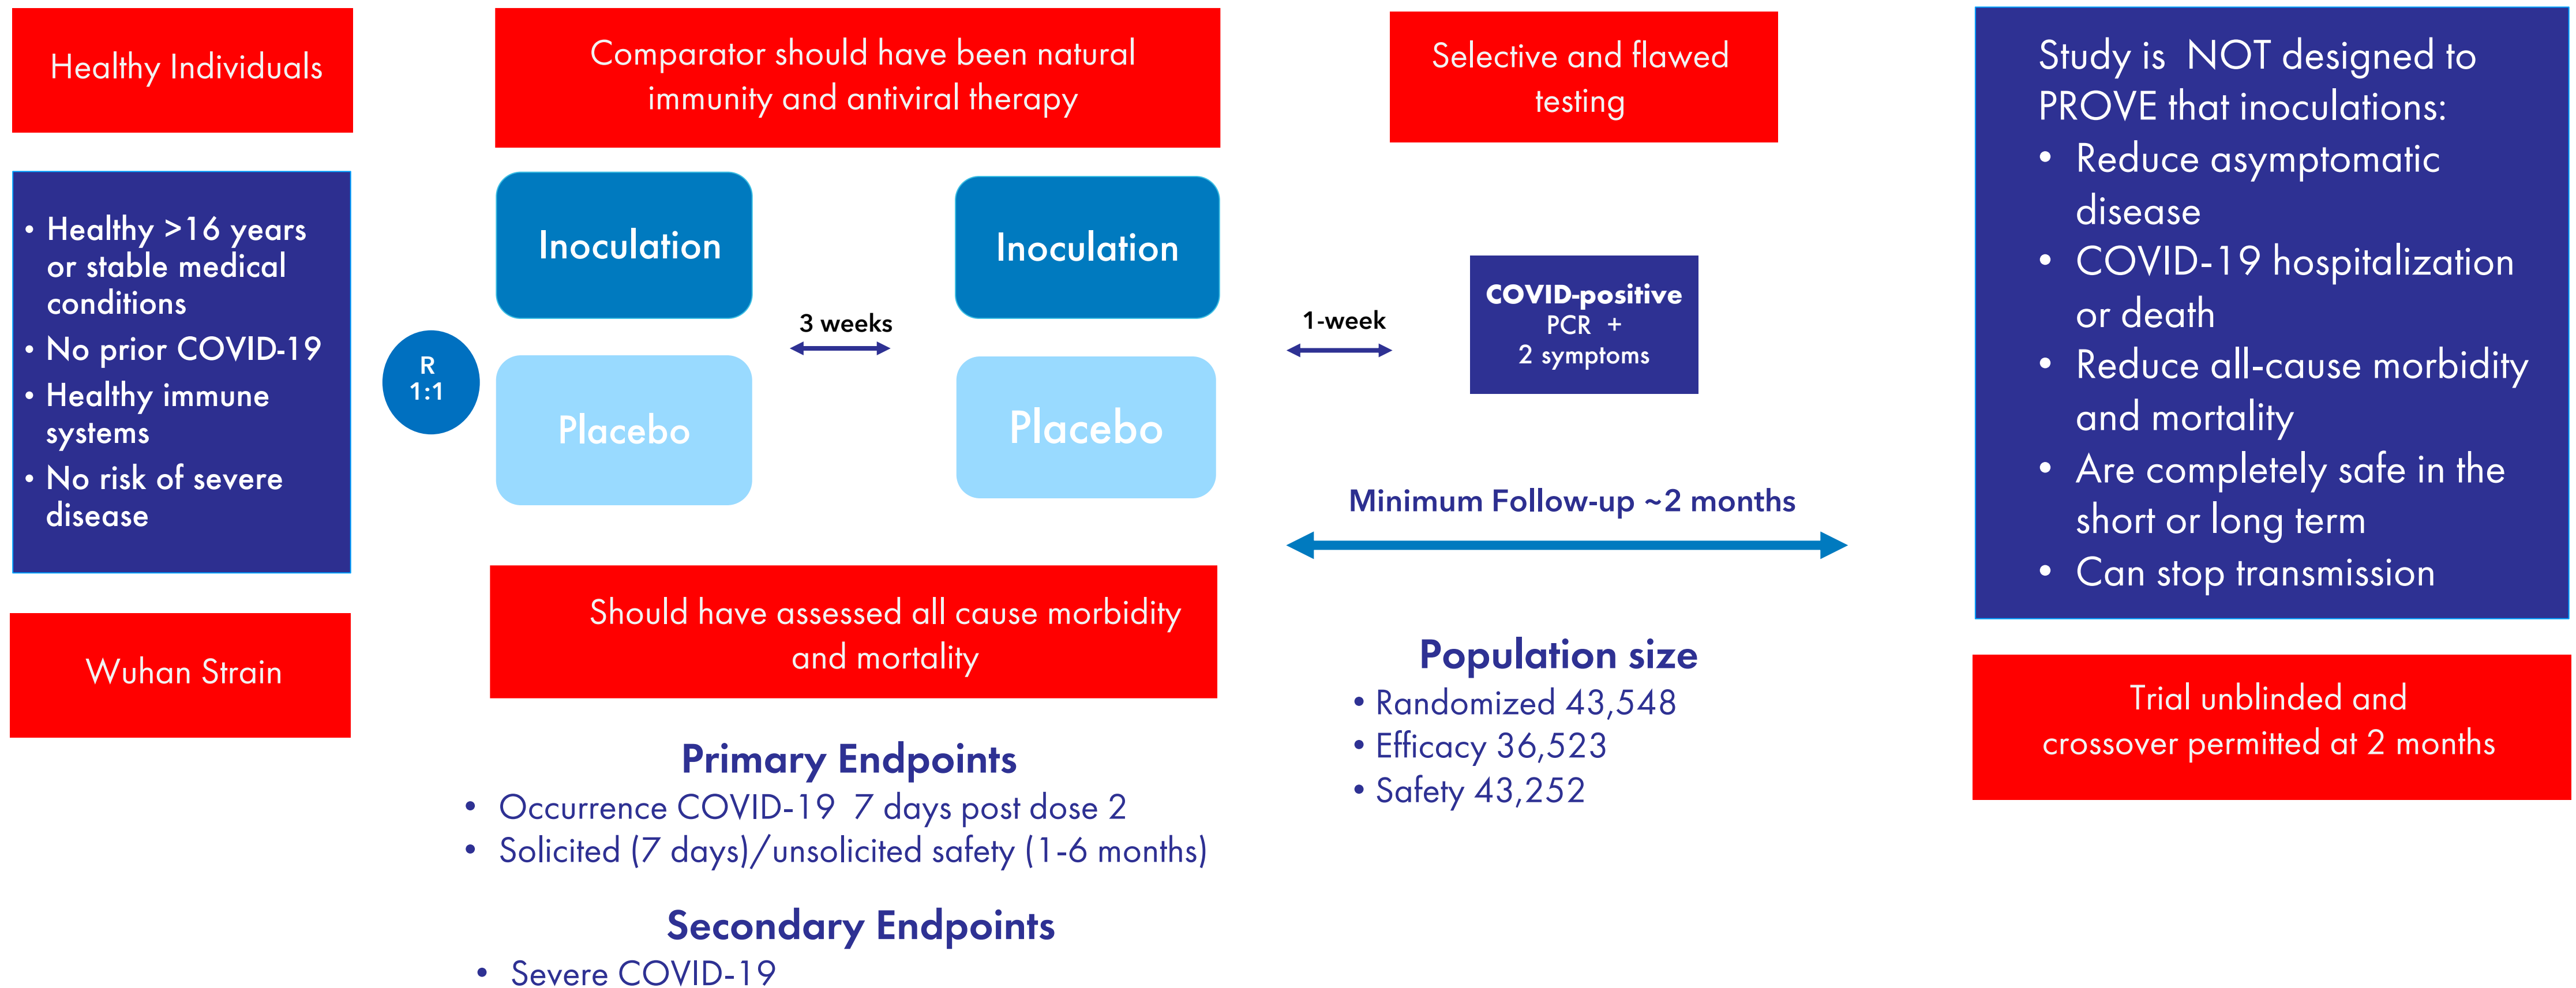 Healthy Individuals
• Healthy >16 years
or stable medical
conditions
• No prior COVID-19
• Healthy immune
systems
• No risk of severe
disease
Wuhan Strain
R
1:1
Comparator should have been natural
immunity and antiviral therapy
Inoculation
Placebo
3 weeks
Inoculation
Placebo
Should have assessed all cause morbidity
and mortality
Primary Endpoints
• Occurrence COVID-19 7 days post dose 2
• Solicited (7 days)/unsolicited safety (1-6 months)
Secondary Endpoints
• Severe COVID-19
Selective and flawed
testing
1-week
COVID-positive
PCR +
2 symptoms
Minimum Follow-up ~2 months
Population size
• Randomized 43,548
• Efficacy 36,523
• Safety 43,252
Study is NOT designed to
PROVE that inoculations:
• Reduce asymptomatic
disease
• COVID-19 hospitalization
or death
• Reduce all-cause morbidity
and mortality
• Are completely safe in the
short or long term
• Can stop transmission
Trial unblinded and
crossover permitted at 2 months